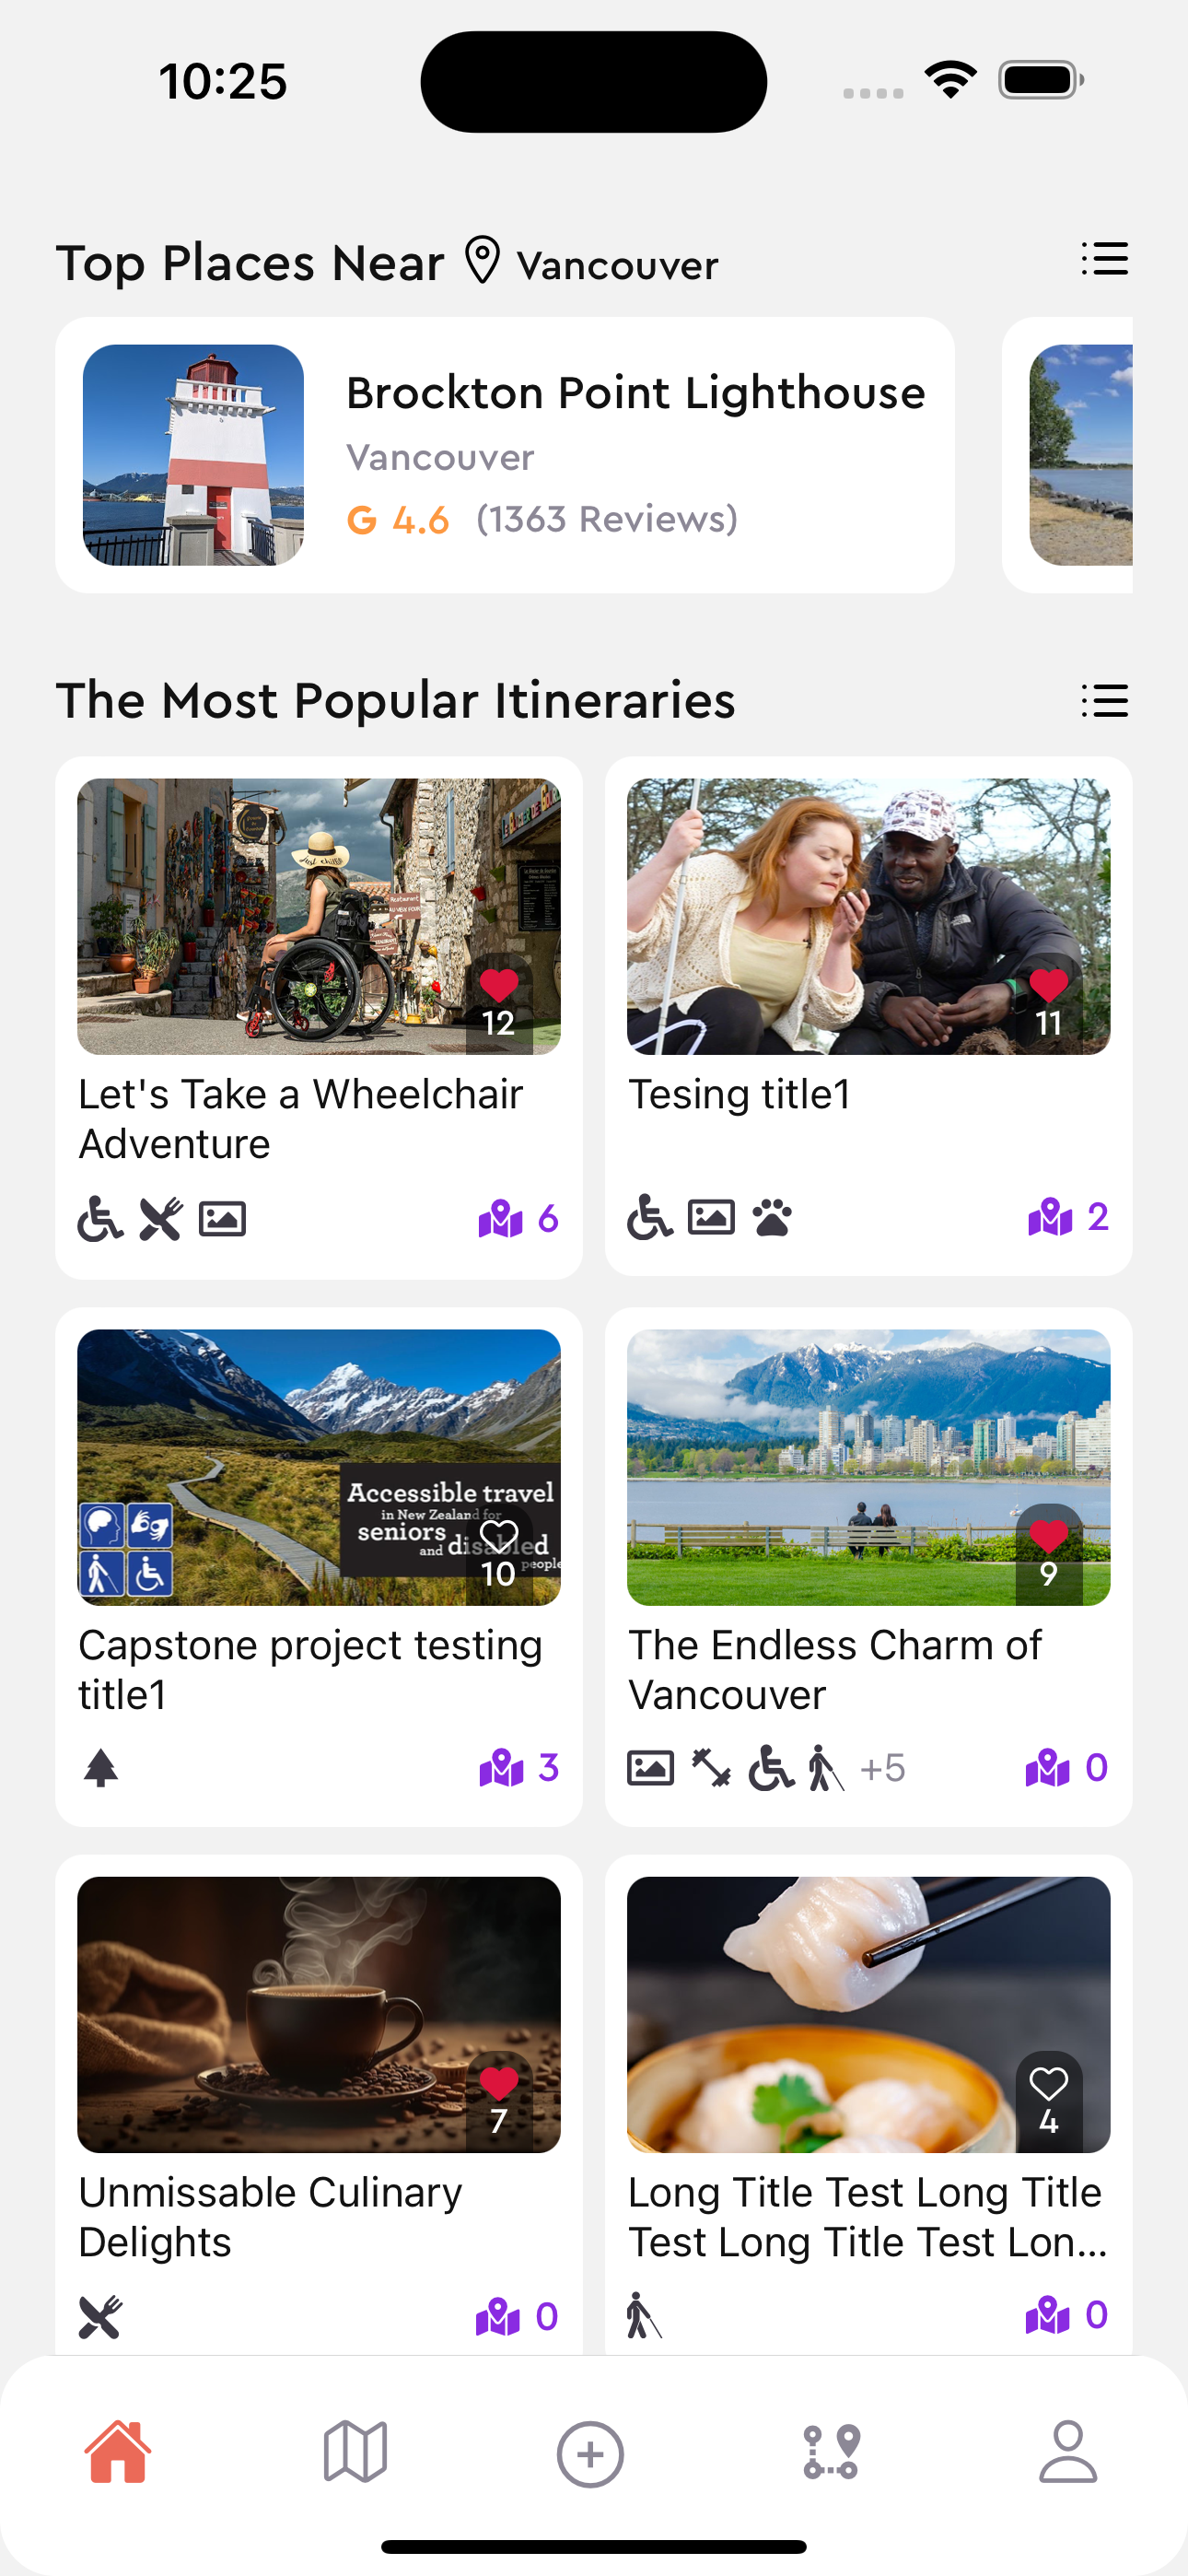 10:25
Top Places Near Vancouver
Brockton Point Lighthouse
Vancouver
G 4.6 (1363 Reviews)
The Most Popular Itineraries
just chillin
Restaurant
12
11
Let's Take a Wheelchair
Adventure
6
Tesing title1
2
Accessible travel
in New Zealand for
seniors
and disabled
people
10
9
Capstone project testing
title1
3
The Endless Charm of
Vancouver
+5
0
7
4
Unmissable Culinary
Delights
0
Long Title Test Long Title
Test Long Title Test Lon...
0